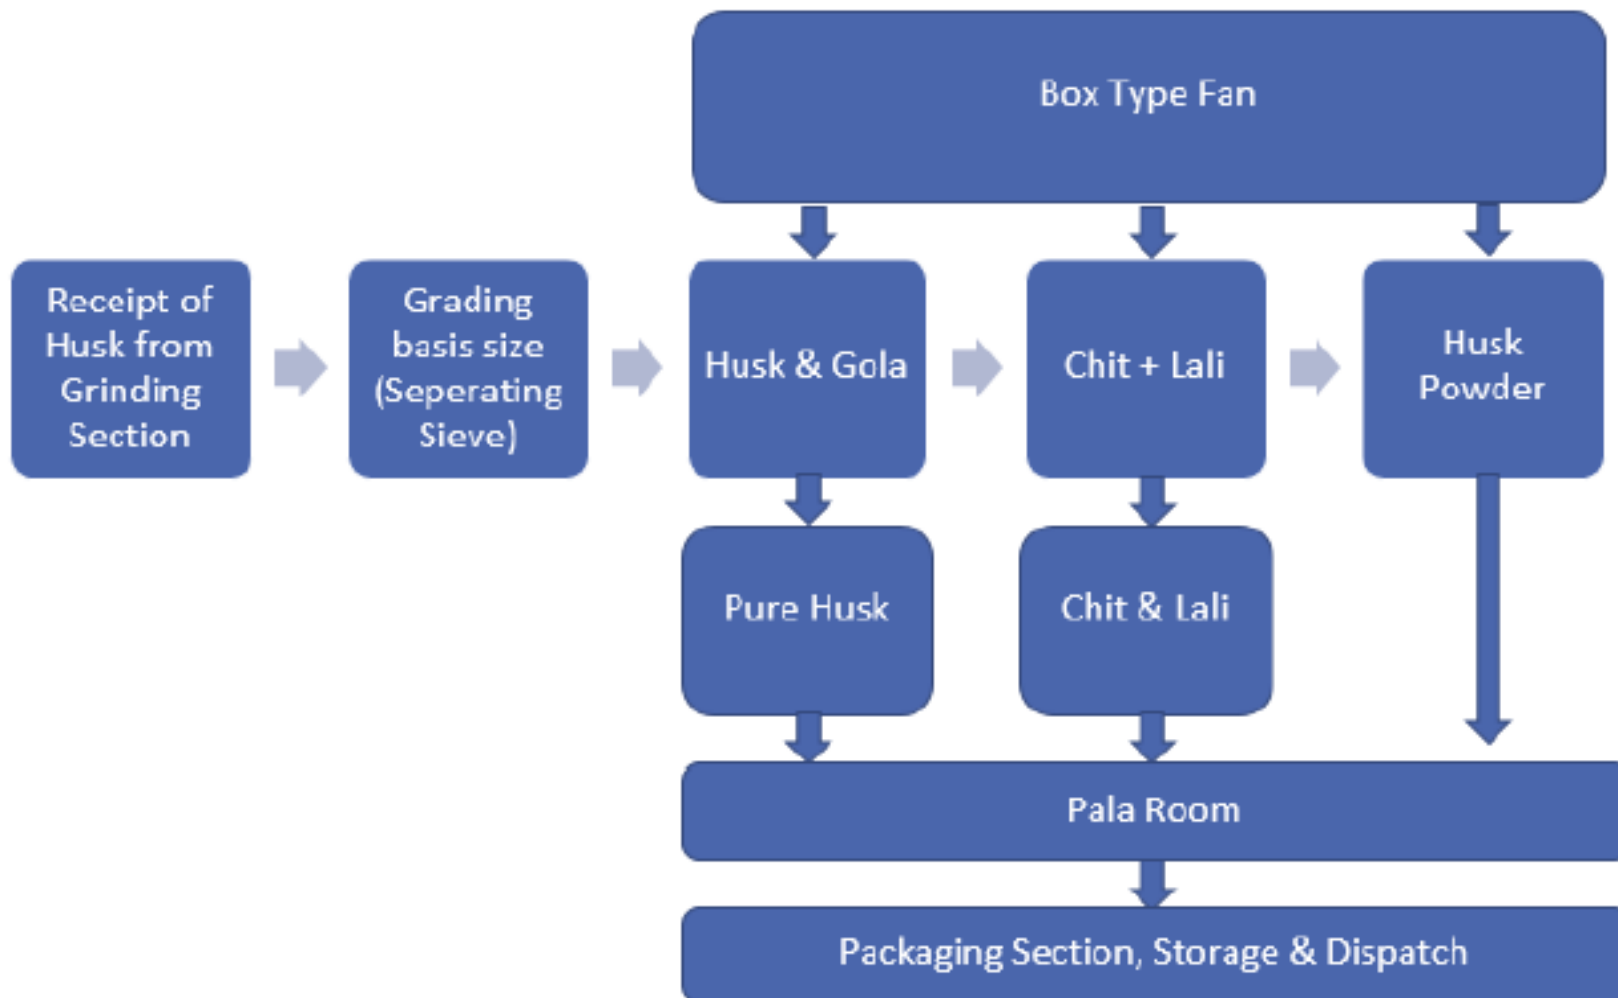 Box Type Fan
Receipt of
Husk from
Grinding
Section
Grading
basis size
(Seperating
Sieve)
Husk & Gola
Chit + Lali
Husk
Powder
Pure Husk
Chit & Lali
Pala Room
Packaging Section, Storage & Dispatch